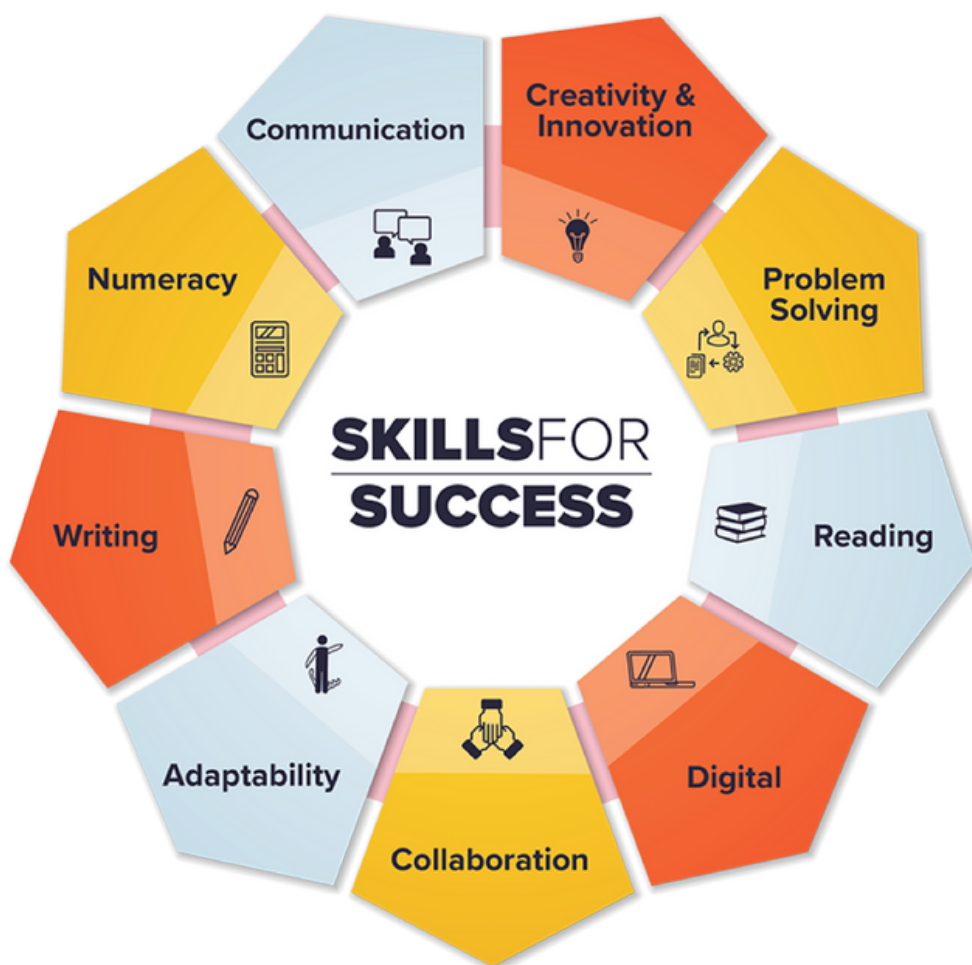 SKILLSFOR
SUCCESS
Communication
Creativity &
Innovation
Problem
Solving
Reading
Digital
Collaboration
Adaptability
Writing
Numeracy